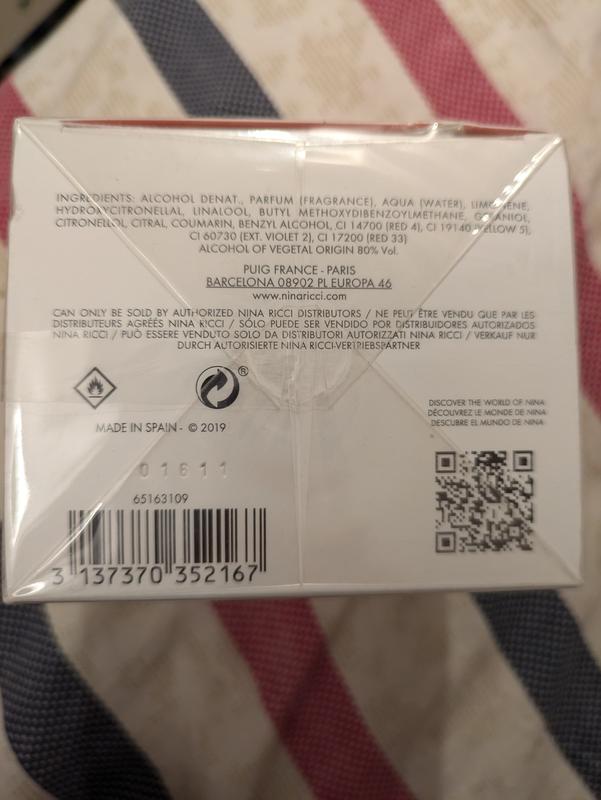 INGREDIENTS: ALCOHOL DENAT., PARFUM (FRAGRANCE), AQUA (WATER), LIMONENE,
HYDROXYCITRONELLAL, LINALOOL, BUTYL METHOXYDIBENZOYLMETHANE, GERANIOL,
CITRONELLOL, CITRAL, COUMARIN, BENZYL ALCOHOL, CI 14700 (RED 4), CI 19140 (YELLOW 5),
CI 60730 (EXT. VIOLET 2), CI 17200 (RED 33)
ALCOHOL OF VEGETAL ORIGIN 80% Vol.
PUIG FRANCE - PARIS
BARCELONA 08902 PL EUROPA 46
www.ninaricci.com
CAN ONLY BE SOLD BY AUTHORIZED NINA RICCI DISTRIBUTORS / NE PEUT ÊTRE VENDU QUE PAR LES
DISTRIBUTEURS AGRÉÉS NINA RICCI / SÓLO PUEDE SER VENDIDO POR DISTRIBUIDORES AUTORIZADOS
NINA RICCI / PUÒ ESSERE VENDUTO SOLO DA DISTRIBUTORI AUTORIZZATI NINA RICCI / VERKAUF NUR
DURCH AUTORISIERTE NINA RICCI-VERTRIEBSPARTNER
®
MADE IN SPAIN - © 2019
DISCOVER THE WORLD OF NINA
DÉCOUVREZ LE MONDE DE NINA
DESCUBRE EL MUNDO DE NINA
01611
65163109
3 137370 352167